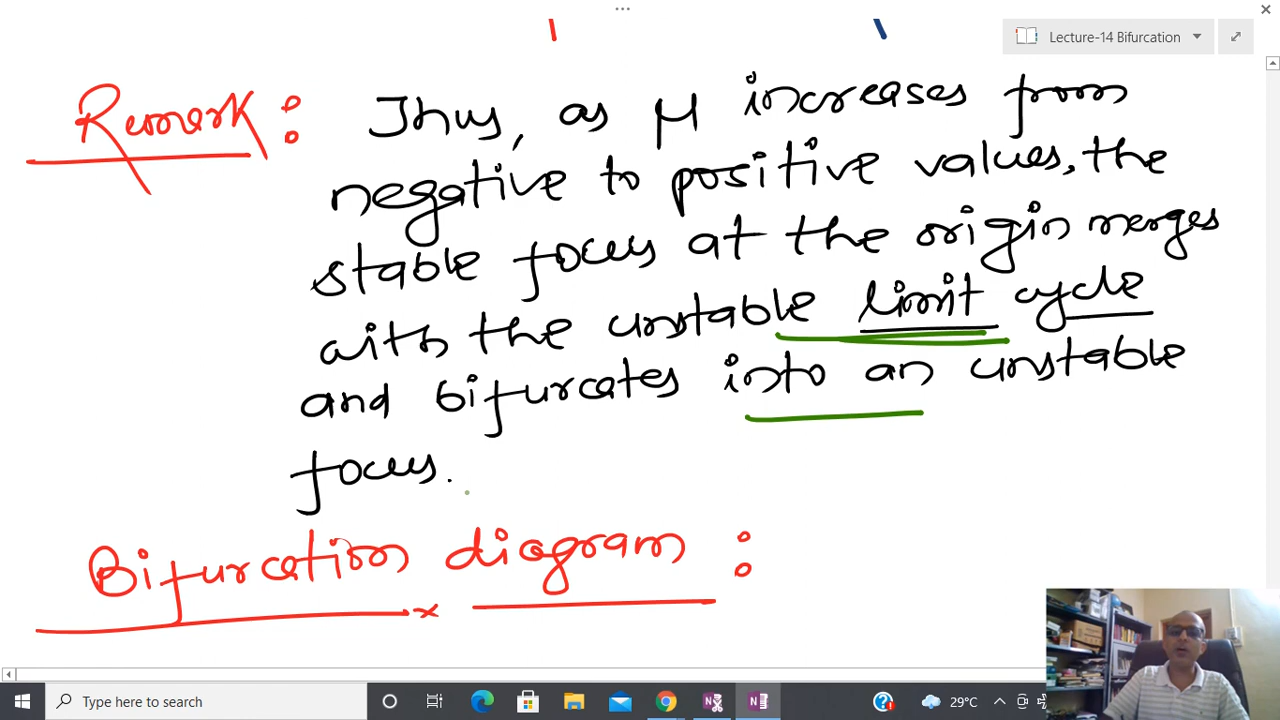 Lecture-14 Bifurcation
Remark: Thus, as μ increases from
negative to positive values, the
stable focus at the origin merges
with the unstable limit cycle
and bifurcates into an unstable
focus.
Bifurcation diagram:
Type here to search
29°C